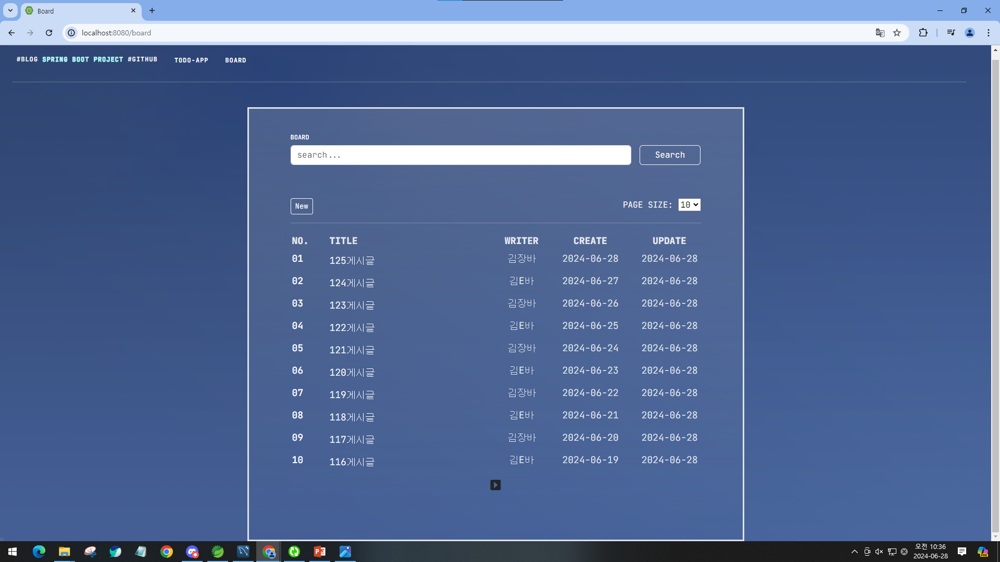 Board
localhost:8080/board
#BLOG SPRING BOOT PROJECT #GITHUB TODO-APP BOARD
BOARD
search... Search
New PAGE SIZE: 10
NO. TITLE WRITER CREATE UPDATE
01 125게시글 김장바 2024-06-28 2024-06-28
02 124게시글 김E바 2024-06-27 2024-06-28
03 123게시글 김장바 2024-06-26 2024-06-28
04 122게시글 김E바 2024-06-25 2024-06-28
05 121게시글 김장바 2024-06-24 2024-06-28
06 120게시글 김E바 2024-06-23 2024-06-28
07 119게시글 김장바 2024-06-22 2024-06-28
08 118게시글 김E바 2024-06-21 2024-06-28
09 117게시글 김장바 2024-06-20 2024-06-28
10 116게시글 김E바 2024-06-19 2024-06-28
오전 10:36
2024-06-28